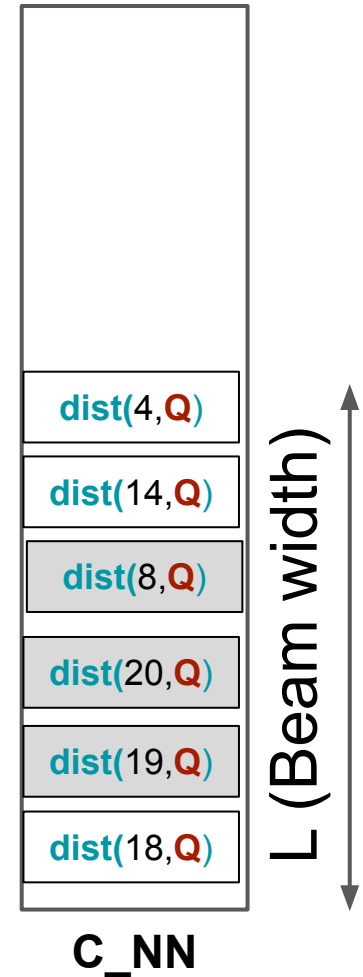 dist(4,Q)
dist(14,Q)
dist(8,Q)
dist(20,Q)
dist(19,Q)
dist(18,Q)
L (Beam width)
C_NN